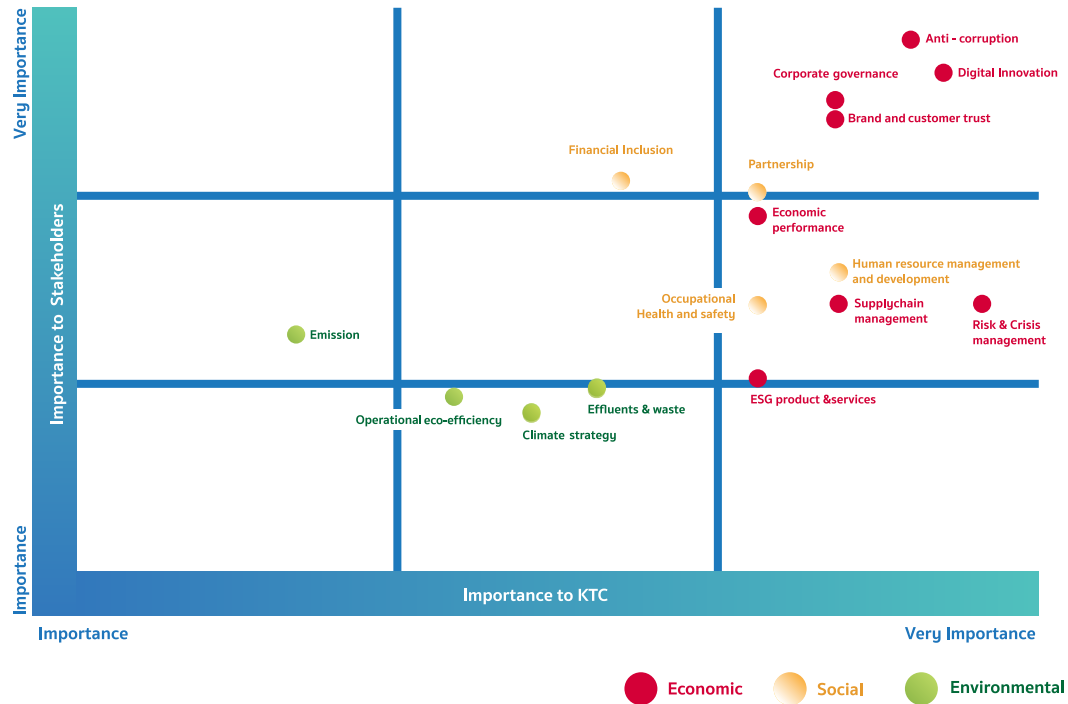 Very Importance
Importance to Stakeholders
Importance
Anti - corruption
Corporate governance
Digital Innovation
Brand and customer trust
Financial Inclusion
Partnership
Economic
performance
Human resource management
and development
Occupational
Health and safety
Supplychain
management
Risk & Crisis
management
Emission
ESG product &services
Operational eco-efficiency
Effluents & waste
Climate strategy
Importance to KTC
Importance
Very Importance
Economic
Social
Environmental